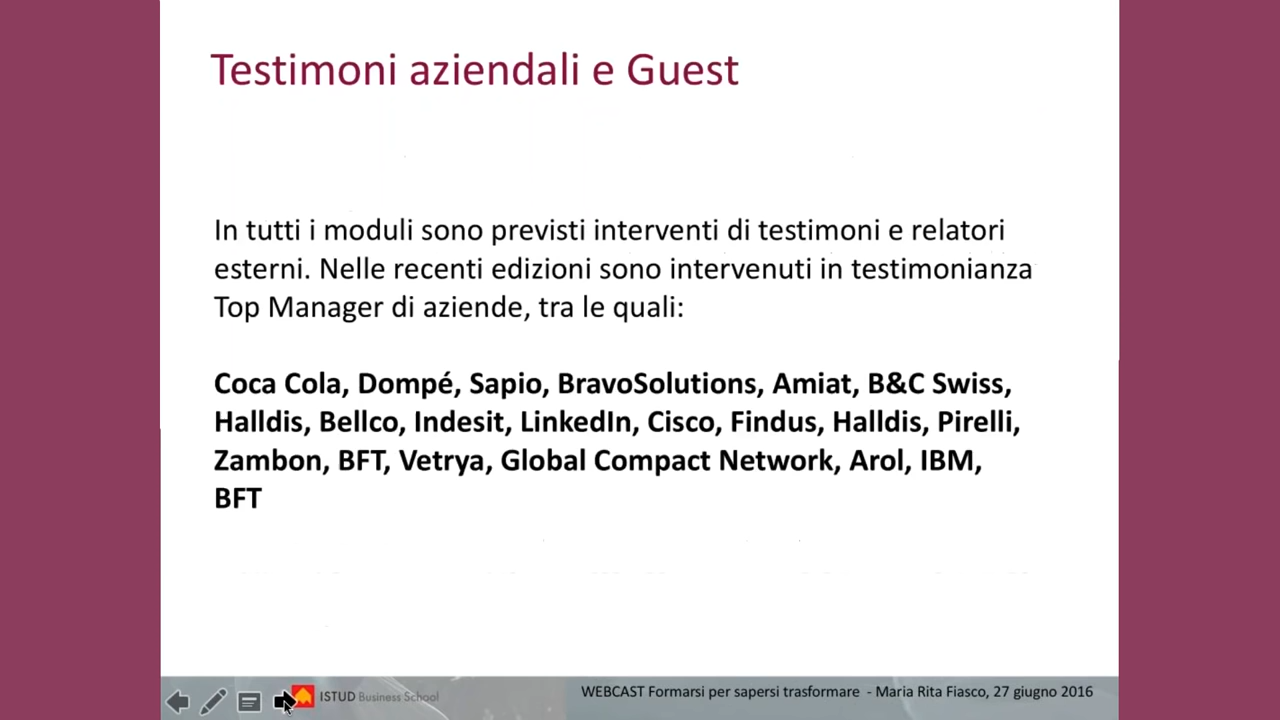 Testimoni aziendali e Guest
In tutti i moduli sono previsti interventi di testimoni e relatori
esterni. Nelle recenti edizioni sono intervenuti in testimonianza
Top Manager di aziende, tra le quali:
Coca Cola, Dompé, Sapio, BravoSolutions, Amiat, B&C Swiss,
Halldis, Bellco, Indesit, LinkedIn, Cisco, Findus, Halldis, Pirelli,
Zambon, BFT, Vetrya, Global Compact Network, Arol, IBM,
BFT
ISTUD Business School
WEBCAST Formarsi per sapersi trasformare - Maria Rita Fiasco, 27 giugno 2016